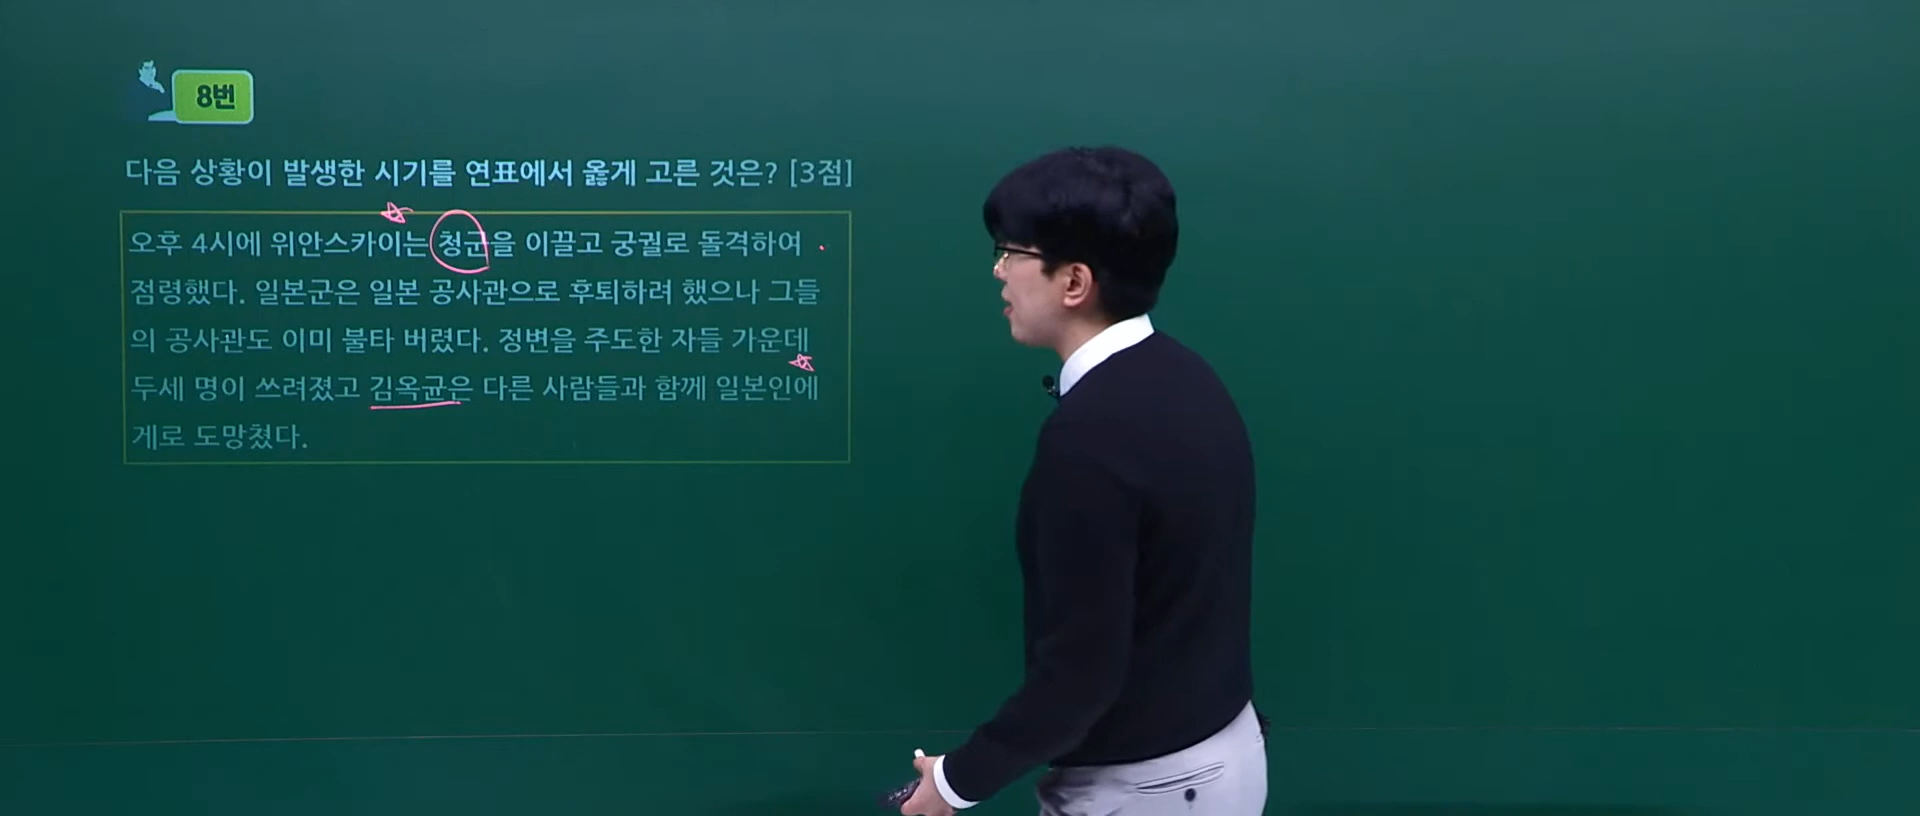 8번
다음 상황이 발생한 시기를 연표에서 옳게 고른 것은? [3점]
오후 4시에 위안스카이는 청군을 이끌고 궁궐로 돌격하여
점령했다. 일본군은 일본 공사관으로 후퇴하려 했으나 그들
의 공사관도 이미 불타 버렸다. 정변을 주도한 자들 가운데
두세 명이 쓰러졌고 김옥균은 다른 사람들과 함께 일본인에
게로 도망쳤다.